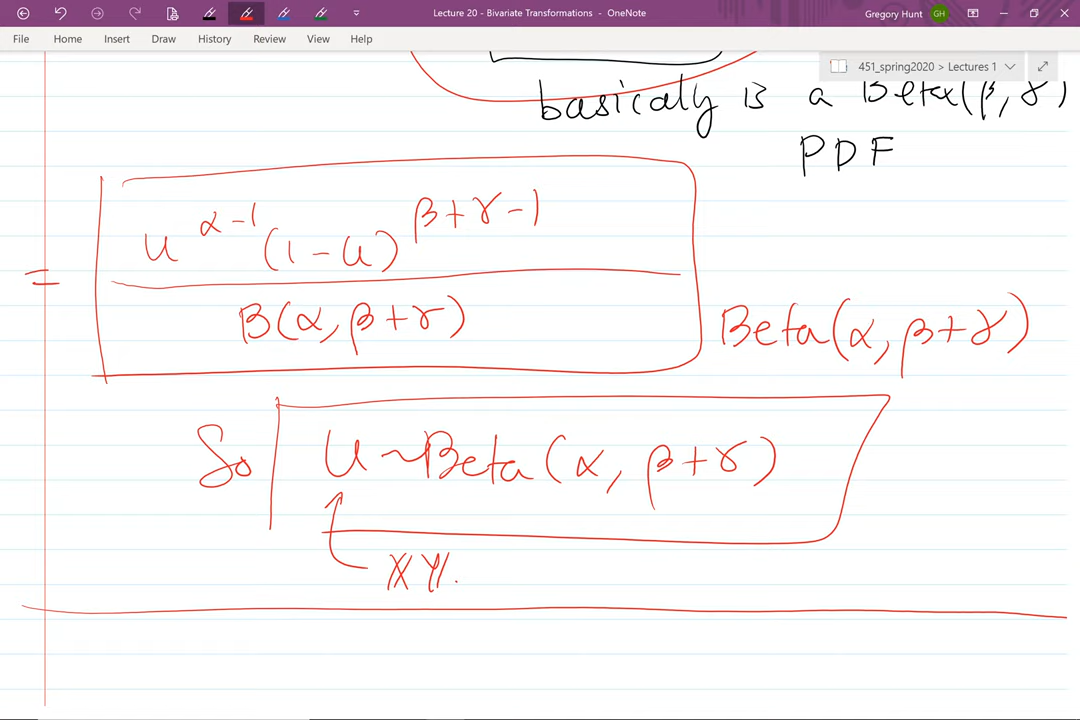 Lecture 20 - Bivariate Transformations - OneNote
Gregory Hunt GH
File Home Insert Draw History Review View Help
451_spring2020 > Lectures 1
basically is a Beta(β, γ)
PDF
= u^{α-1}(1-u)^{β+γ-1}
B(α, β+γ)
Beta(α, β+γ)
So U ~ Beta(α, β+γ)
XY.